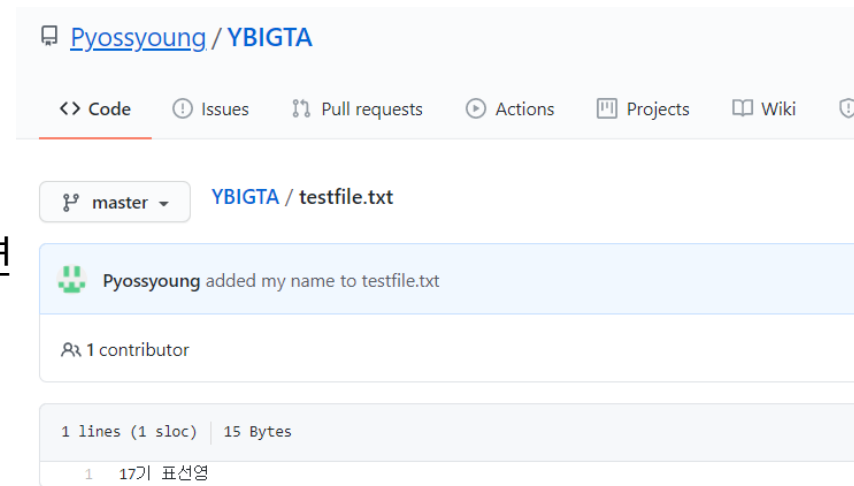 Pyossyoung / YBIGTA
Code Issues Pull requests Actions Projects Wiki
master YBIGTA / testfile.txt
Pyossyoung added my name to testfile.txt
1 contributor
1 lines (1 sloc) 15 Bytes
1 17기 표선영